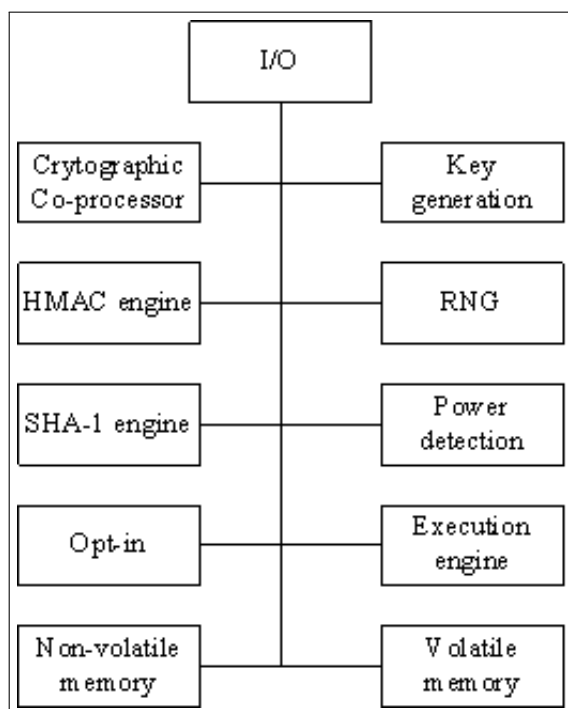 I/O
Crytographic
Co-processor
Key
generation
HMAC engine
RNG
SHA-1 engine
Power
detection
Opt-in
Execution
engine
Non-volatile
memory
Volatile
memory